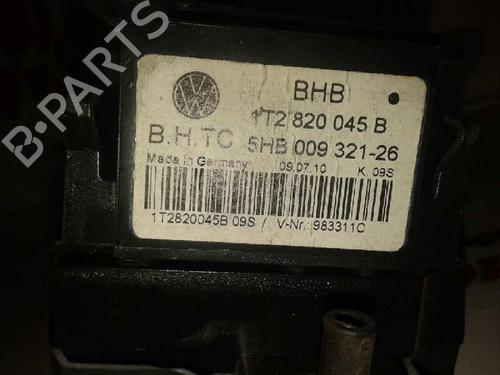 BHB
1T2 820 045 B
B.H.TC 5HB 009 321-26
Made in Germany 09.07.10 K. 09S
1T2820045B 09S / V-Nr.: 983311C
B-PARTS